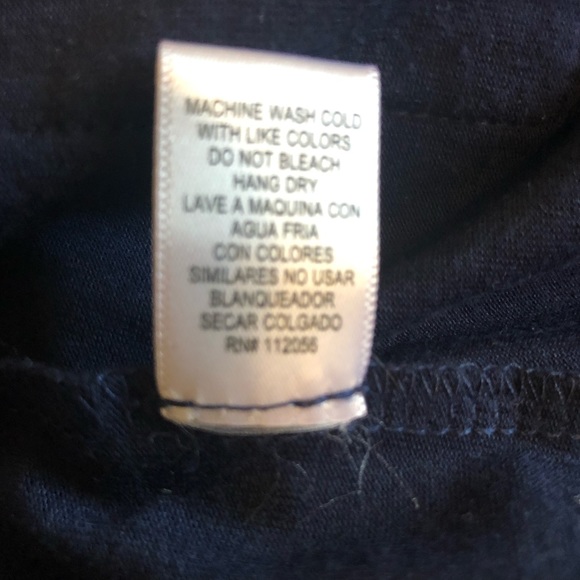 MACHINE WASH COLD
WITH LIKE COLORS
DO NOT BLEACH
HANG DRY
LAVE A MAQUINA CON
AGUA FRIA
CON COLORES
SIMILARES NO USAR
BLANQUEADOR
SECAR COLGADO
RN# 112056